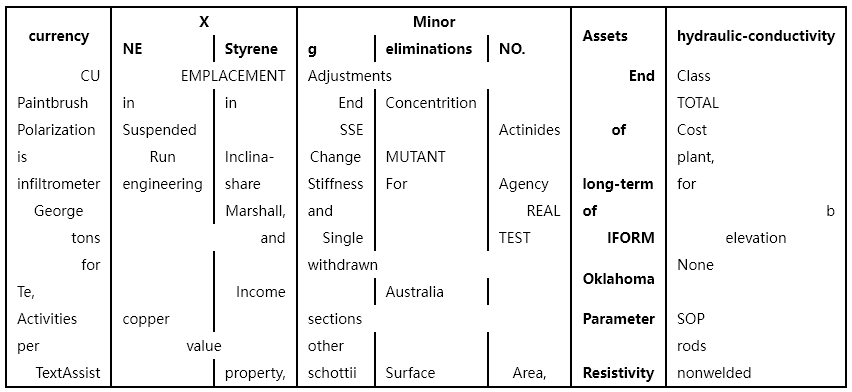 currency X Minor Assets hydraulic-conductivity
NE Styrene g eliminations NO.
CU EMPLACEMENT Adjustments End Class
Paintbrush in in End Concentrition TOTAL
Polarization Suspended SSE Actinides of Cost
is Run Inclina- Change MUTANT plant,
infiltrometer engineering share Stiffness For Agency long-term for
George Marshall, and REAL of b
tons and Single TEST IFORM elevation
for withdrawn None
Oklahoma
Te, Income Australia
Activities copper sections Parameter SOP
per value other rods
TextAssist property, schottii Surface Area, Resistivity nonwelded